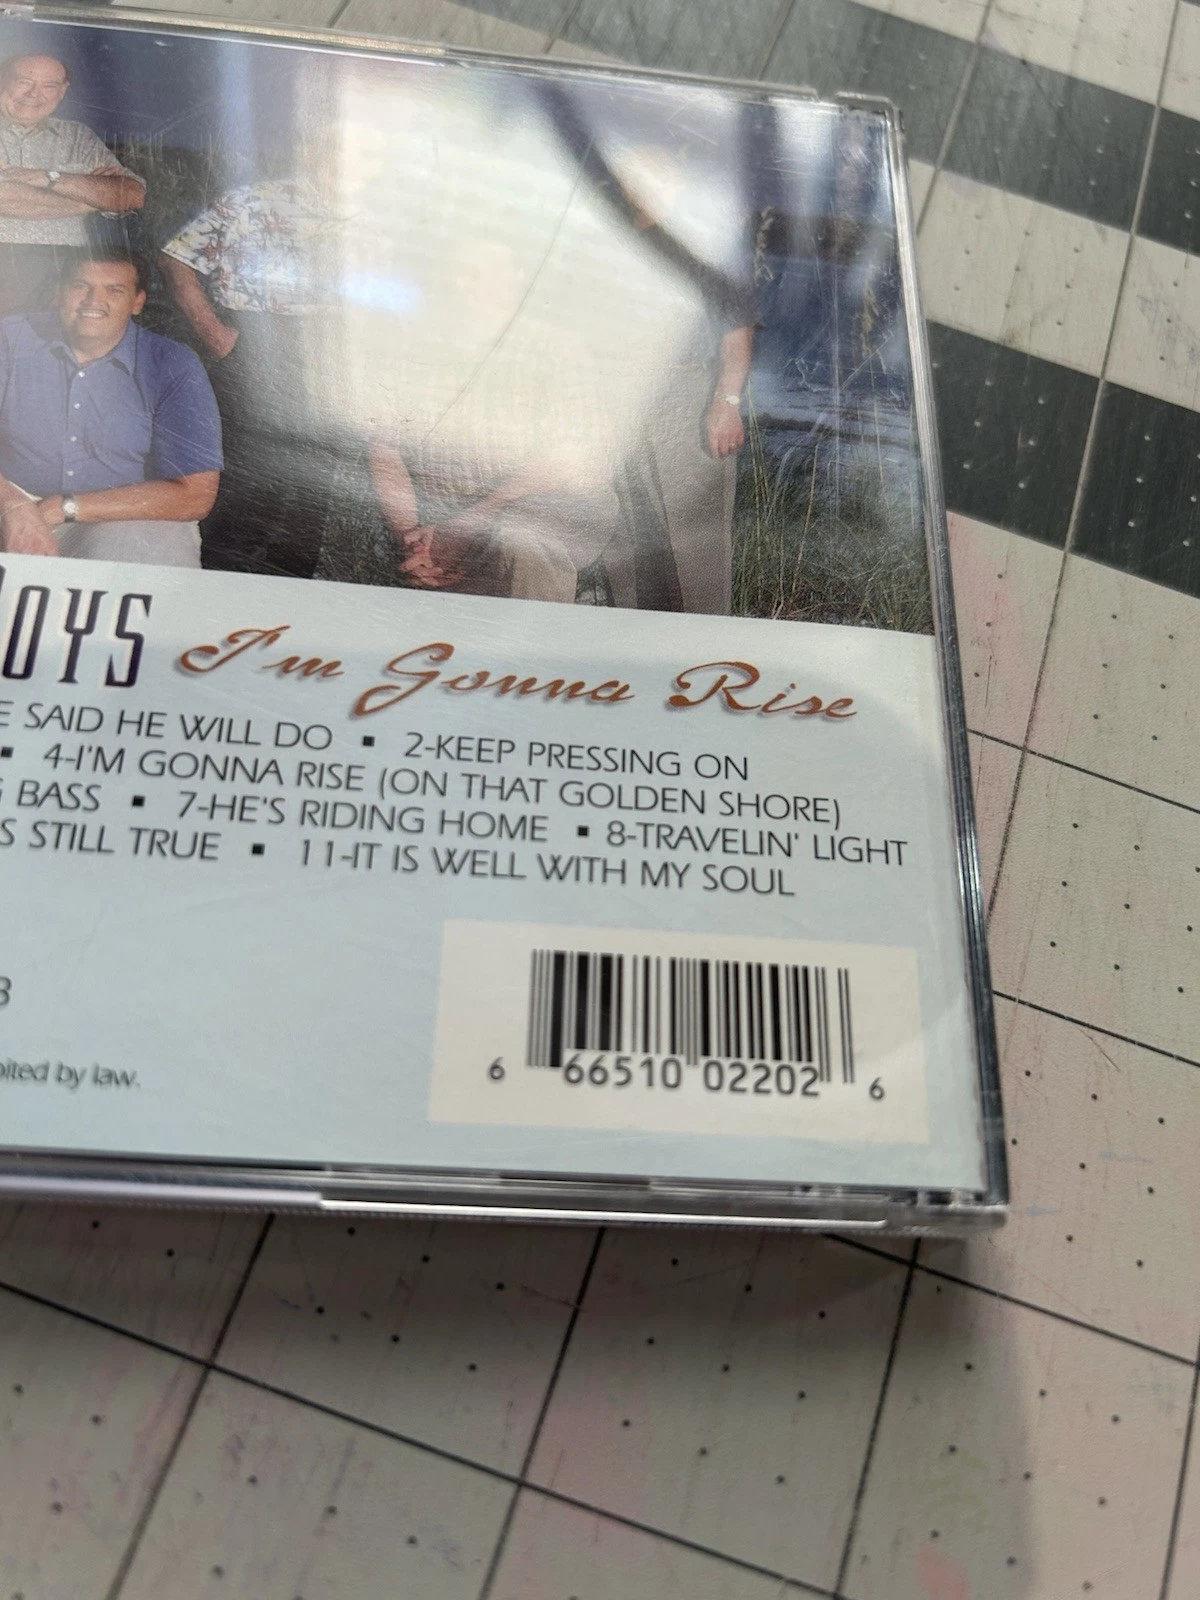 OYS I'm Gonna Rise
SAID HE WILL DO ▪ 2-KEEP PRESSING ON
▪ 4-I'M GONNA RISE (ON THAT GOLDEN SHORE)
BASS ▪ 7-HE'S RIDING HOME ▪ 8-TRAVELIN' LIGHT
S STILL TRUE ▪ 11-IT IS WELL WITH MY SOUL
ited by law.
6 66510 02202 6